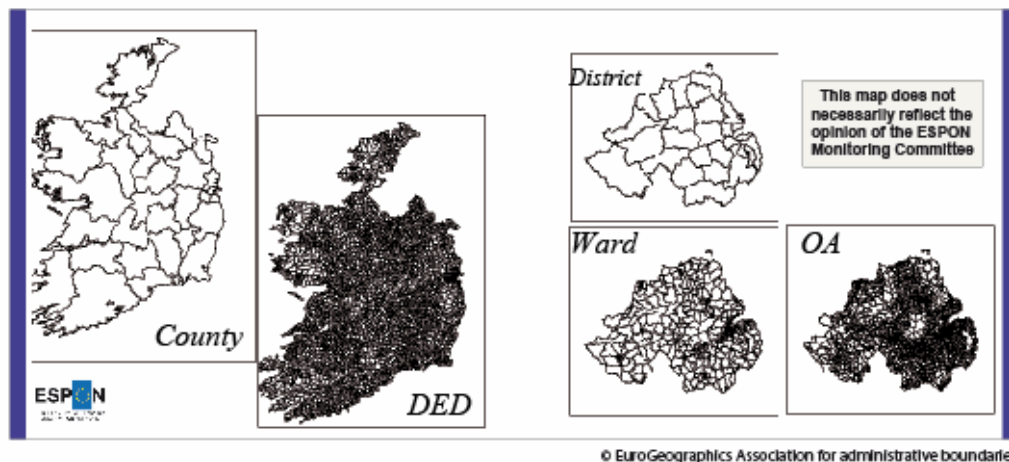 County
DED
District
This map does not
necessarily reflect the
opinion of the ESPON
Monitoring Committee
Ward
OA
ESPON
© EuroGeographics Association for administrative boundarie